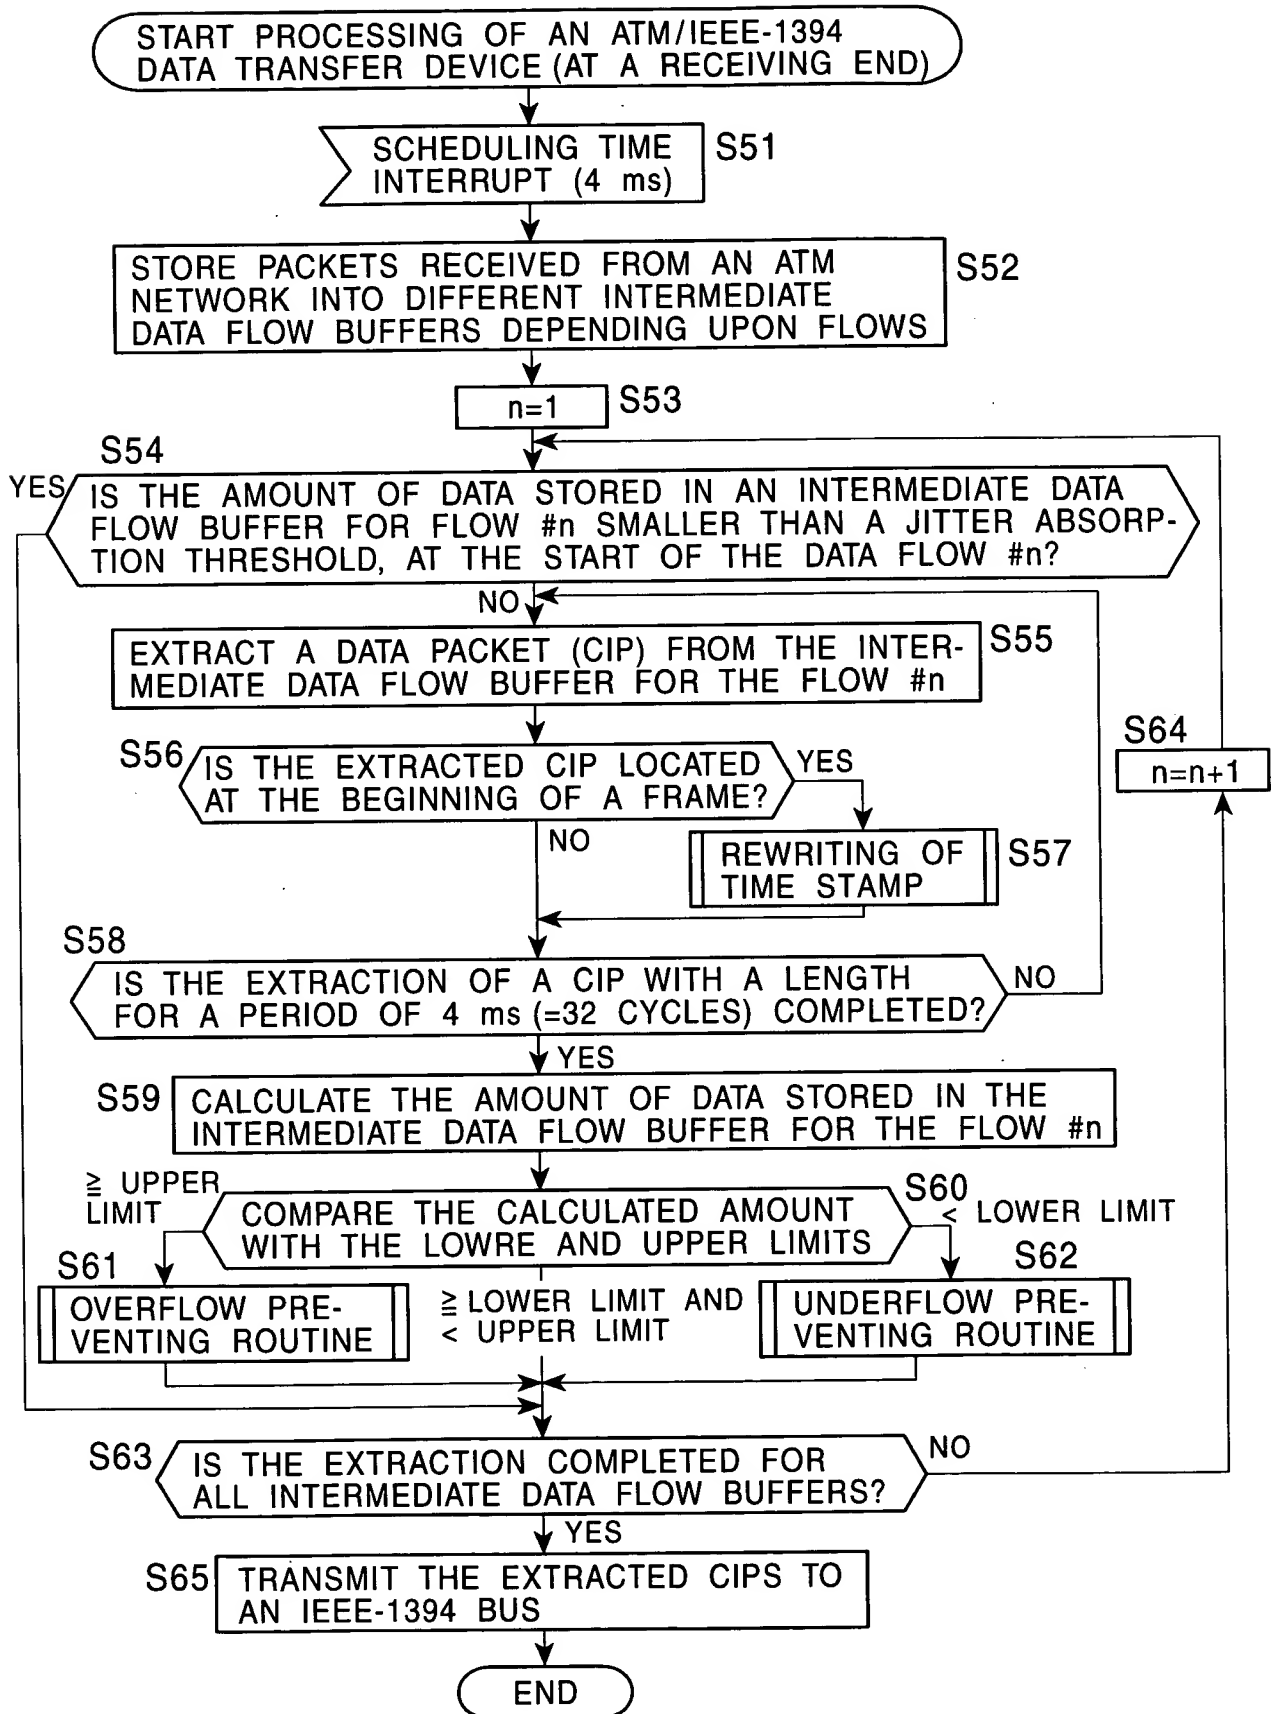 START PROCESSING OF AN ATM/IEEE-1394
DATA TRANSFER DEVICE (AT A RECEIVING END)
SCHEDULING TIME
INTERRUPT (4 ms)
S51
STORE PACKETS RECEIVED FROM AN ATM
NETWORK INTO DIFFERENT INTERMEDIATE
DATA FLOW BUFFERS DEPENDING UPON FLOWS
S52
n=1
S53
S54
YES
IS THE AMOUNT OF DATA STORED IN AN INTERMEDIATE DATA
FLOW BUFFER FOR FLOW #n SMALLER THAN A JITTER ABSORP-
TION THRESHOLD, AT THE START OF THE DATA FLOW #n?
NO
EXTRACT A DATA PACKET (CIP) FROM THE INTER-
MEDIATE DATA FLOW BUFFER FOR THE FLOW #n
S55
S56
IS THE EXTRACTED CIP LOCATED
AT THE BEGINNING OF A FRAME?
YES
NO
S64
n=n+1
REWRITING OF
TIME STAMP
S57
S58
IS THE EXTRACTION OF A CIP WITH A LENGTH
FOR A PERIOD OF 4 ms (=32 CYCLES) COMPLETED?
NO
YES
S59
CALCULATE THE AMOUNT OF DATA STORED IN THE
INTERMEDIATE DATA FLOW BUFFER FOR THE FLOW #n
≧ UPPER
LIMIT
COMPARE THE CALCULATED AMOUNT
WITH THE LOWRE AND UPPER LIMITS
S60
< LOWER LIMIT
S61
OVERFLOW PRE-
VENTING ROUTINE
≧ LOWER LIMIT AND
< UPPER LIMIT
S62
UNDERFLOW PRE-
VENTING ROUTINE
S63
IS THE EXTRACTION COMPLETED FOR
ALL INTERMEDIATE DATA FLOW BUFFERS?
NO
YES
S65
TRANSMIT THE EXTRACTED CIPS TO
AN IEEE-1394 BUS
END